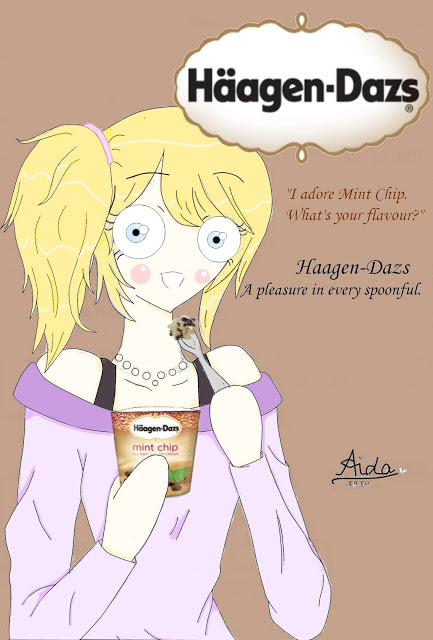 Häagen-Dazs®
"I adore Mint Chip.
What's your flavour?"
Haagen-Dazs
A pleasure in every spoonful.
Häagen-Dazs
mint chip
Aida
xoxo